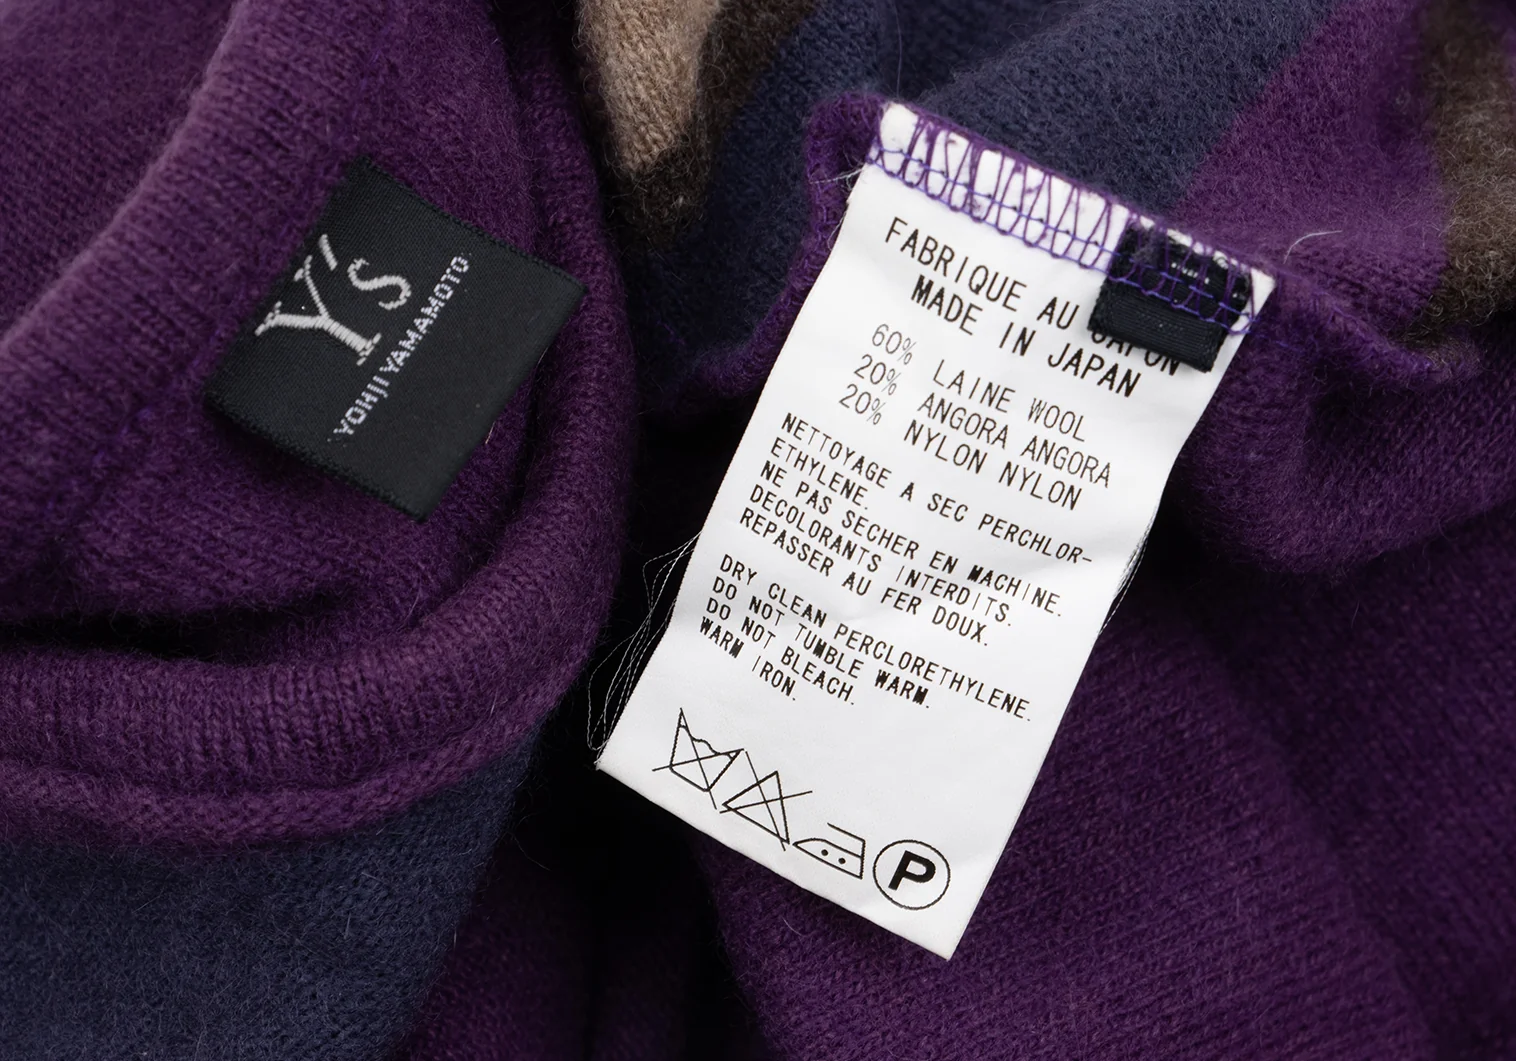 Y's
YOHJI YAMAMOTO
FABRIQUE AU JAPON
MADE IN JAPAN
60% LAINE WOOL
20% ANGORA ANGORA
20% NYLON NYLON
NETTOYAGE A SEC PERCHLOR-
ETHYLENE.
NE PAS SECHER EN MACHINE.
DECOLORANTS INTERDITS.
REPASSER AU FER DOUX.
DRY CLEAN PERCLORETHYLENE.
DO NOT TUMBLE WARM.
DO NOT BLEACH.
WARM IRON.
P